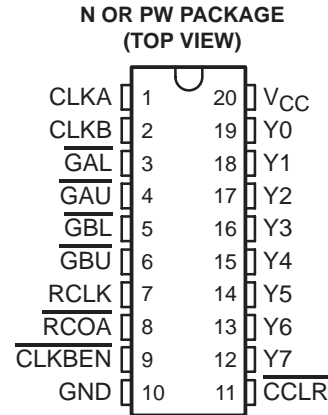 N OR PW PACKAGE
(TOP VIEW)
CLKA 1 20 VCC
CLKB 2 19 Y0
GAL 3 18 Y1
GAU 4 17 Y2
GBL 5 16 Y3
GBU 6 15 Y4
RCLK 7 14 Y5
RCOA 8 13 Y6
CLKBEN 9 12 Y7
GND 10 11 CCLR